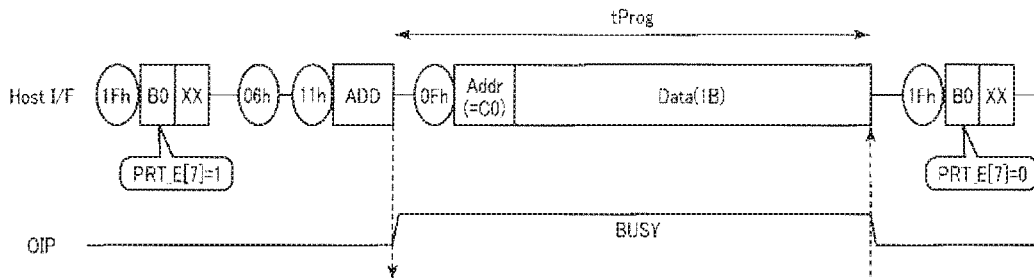 tProg
Host I/F
1Fh B0 XX 06h 11h ADD 0Fh Addr (=C0) Data(1B) 1Fh B0 XX
PRT_E[7]=1
PRT_E[7]=0
OIP
BUSY